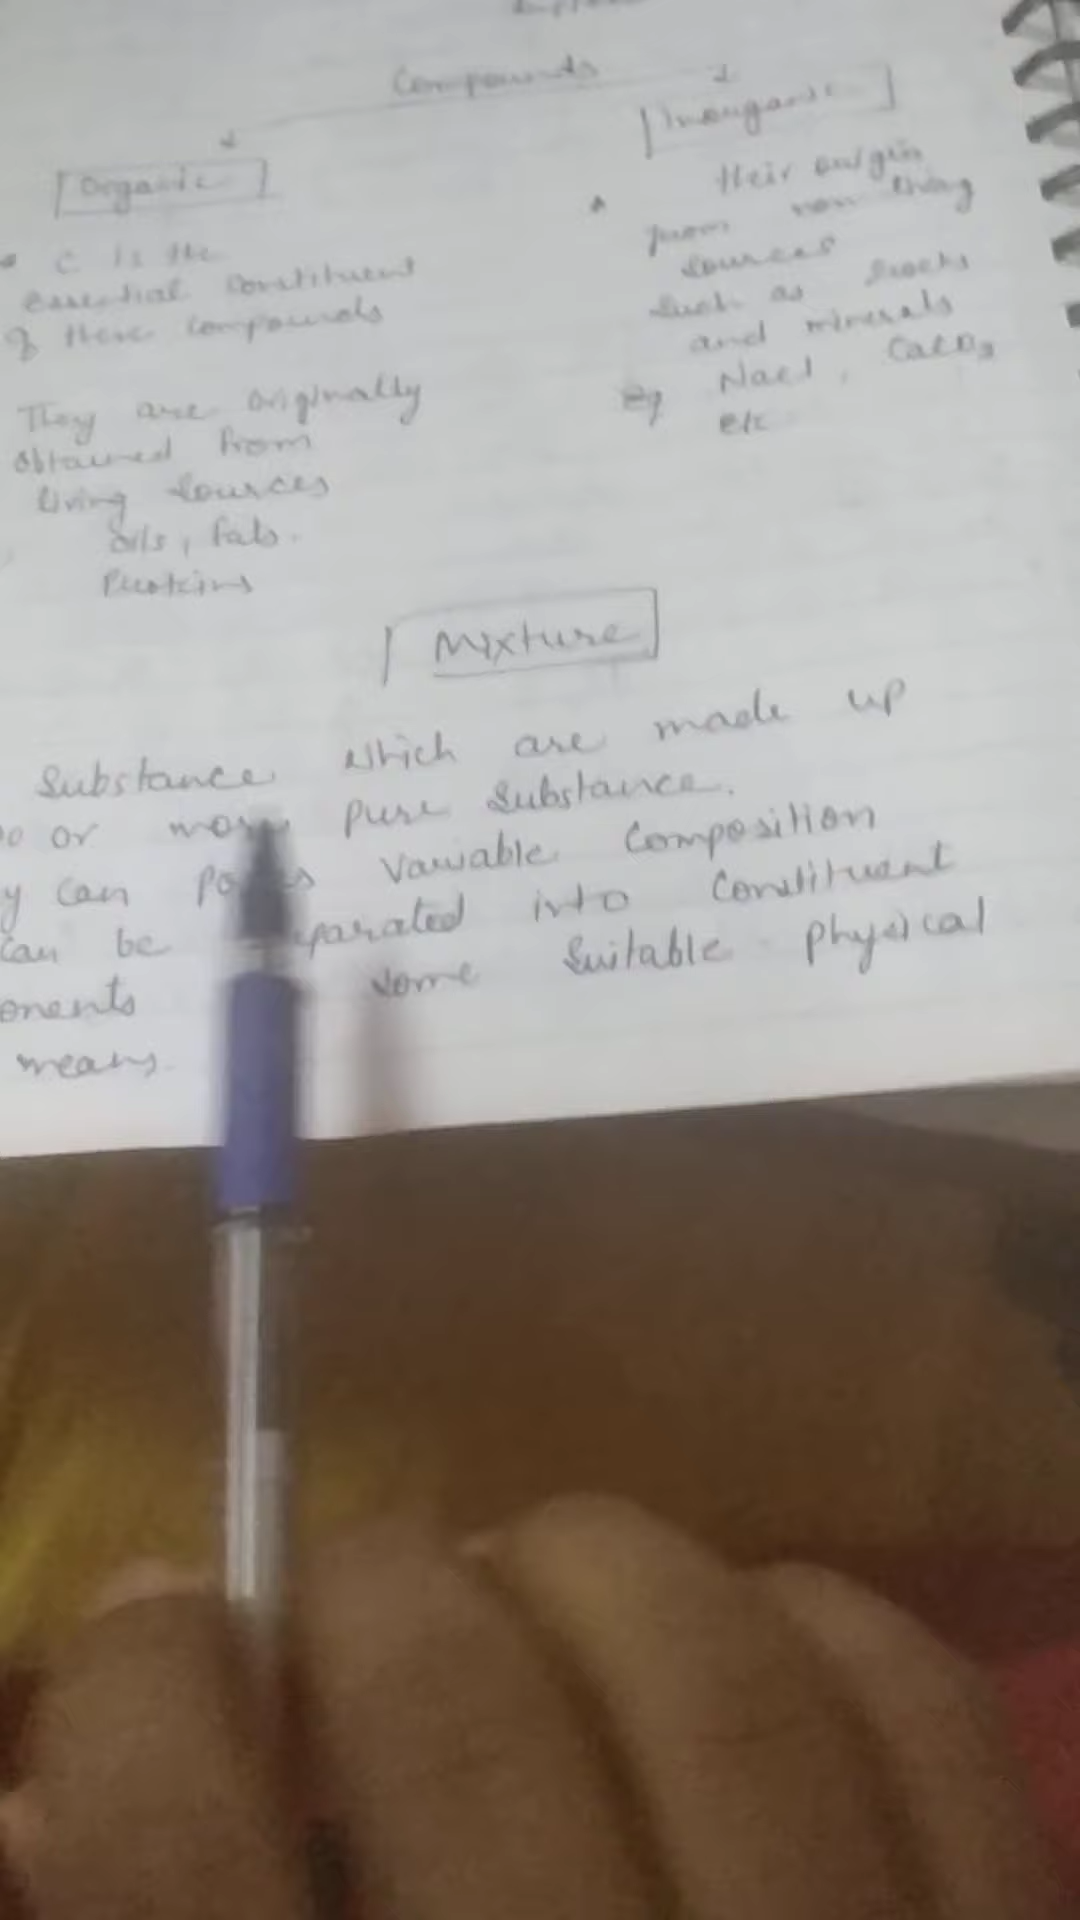 Compounds
Organic
Inorganic
C is the
essential constituent
of these compounds
They are originally
obtained from
living sources
oils, fats.
Proteins
their origin
from non living
sources
such as rocks
and minerals
eg NaCl, CaCO3
etc
Mixture
Substance which are made up
or more pure substance.
can variable composition
can be into constituent
some suitable physical
means.